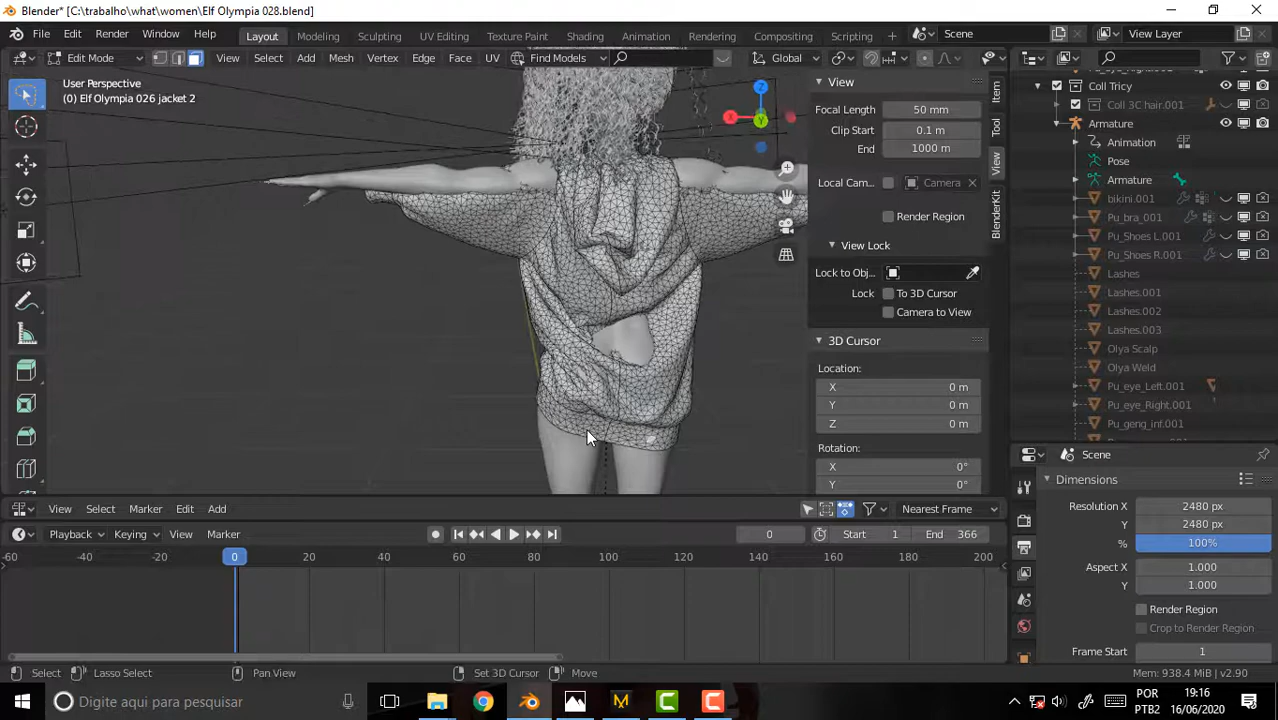 Blender* [C:\trabalho\what\women\Elf Olympia 028.blend]
File Edit Render Window Help Layout Modeling Sculpting UV Editing Texture Paint Shading Animation Rendering Compositing Scripting + Scene View Layer
Edit Mode View Select Add Mesh Vertex Edge Face UV Find Models Global
User Perspective
(0) Elf Olympia 026 jacket 2
Z
X
Y
View
Focal Length 50 mm
Clip Start 0.1 m
End 1000 m
Local Cam... Camera
Render Region
View Lock
Lock to Obj...
Lock To 3D Cursor
Camera to View
3D Cursor
Location:
X 0 m
Y 0 m
Z 0 m
Rotation:
X 0°
Y 0°
Item
Tool
View
BlenderKit
Coll Tricy
Coll 3C hair.001
Armature
Animation
Pose
Armature
bikini.001
Pu_bra_001
Pu_Shoes L.001
Pu_Shoes R.001
Lashes
Lashes.001
Lashes.002
Lashes.003
Olya Scalp
Olya Weld
Pu_eye_Left.001
Pu_eye_Right.001
Pu_geng_inf.001
Scene
Dimensions
Resolution X 2480 px
Y 2480 px
% 100%
Aspect X 1.000
Y 1.000
Render Region
Crop to Render Region
Frame Start 1
View Select Marker Edit Add Nearest Frame
Playback Keying View Marker 0 Start 1 End 366
-60 -40 -20 0 20 40 60 80 100 120 140 160 180 200
Select Lasso Select Pan View Set 3D Cursor Move Mem: 938.4 MiB | v2.90
Digite aqui para pesquisar
POR
PTB2
19:16
16/06/2020